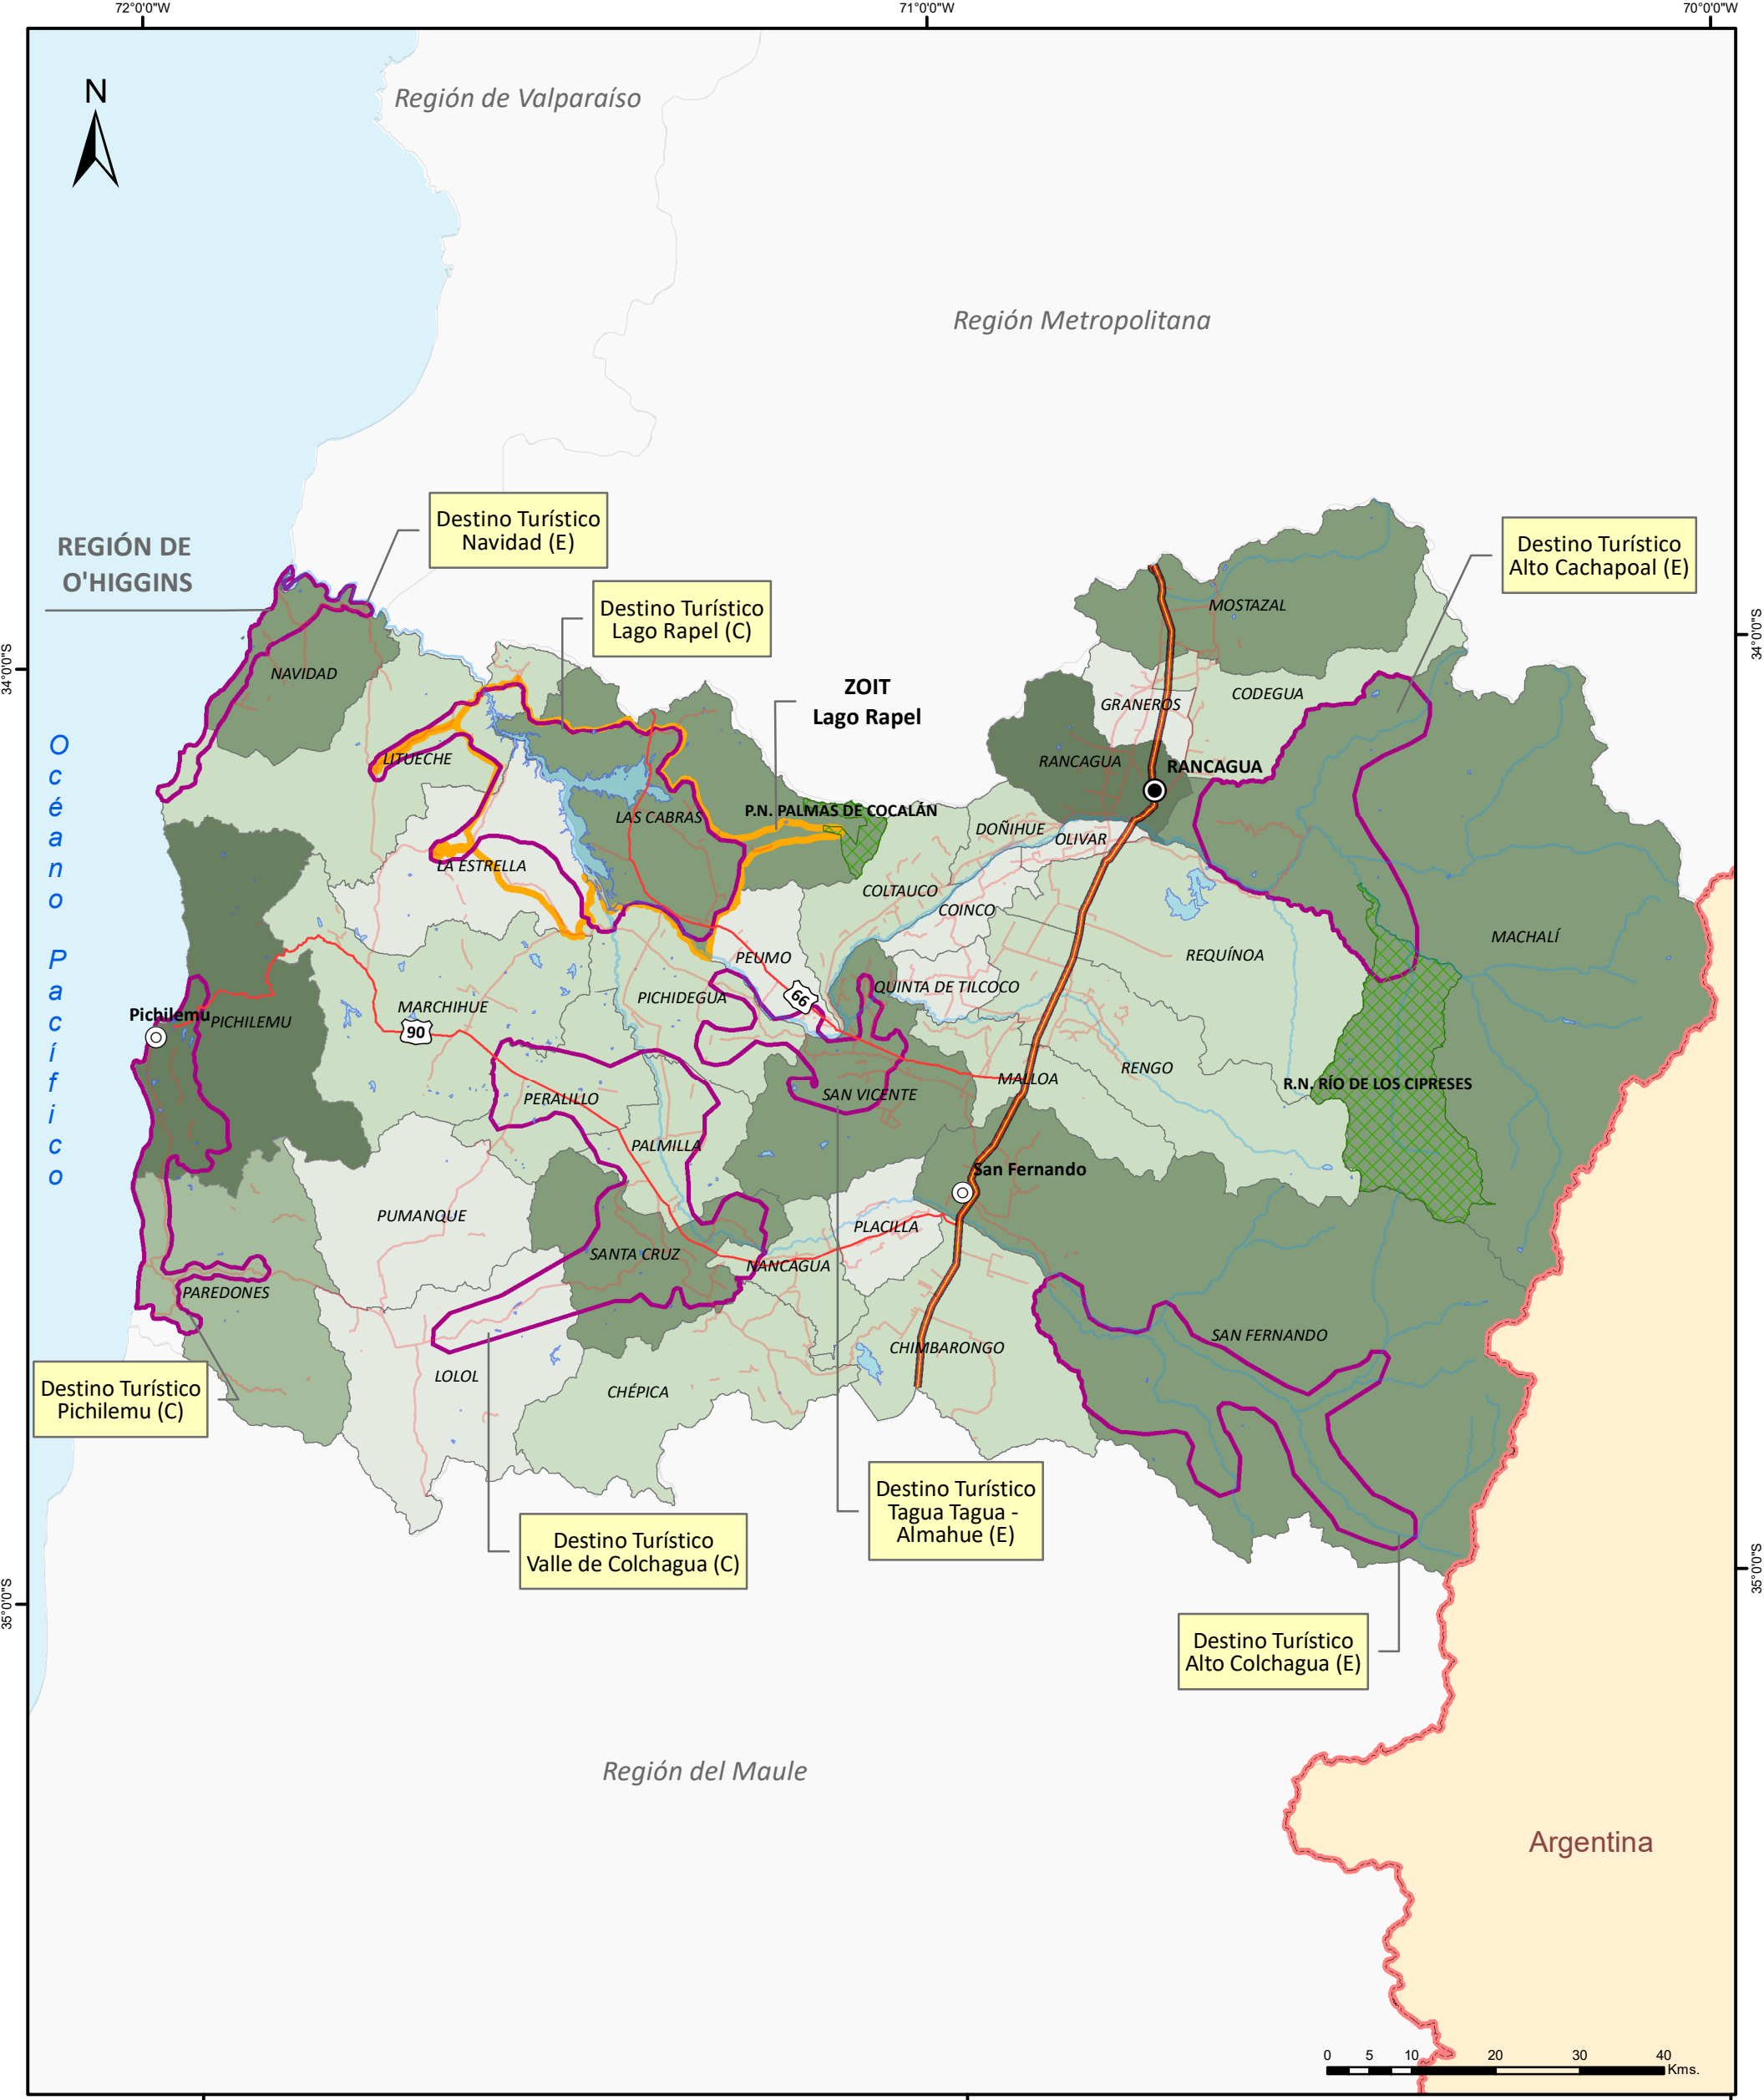 72°0'0"W
71°0'0"W
70°0'0"W
N
Región de Valparaíso
Región Metropolitana
REGIÓN DE
O'HIGGINS
Destino Turístico
Navidad (E)
Destino Turístico
Lago Rapel (C)
Destino Turístico
Alto Cachapoal (E)
34°0'0"S
34°0'0"S
ZOIT
Lago Rapel
Océano Pacífico
NAVIDAD
MOSTAZAL
CODEGUA
GRANEROS
LITUECHE
RANCAGUA
RANCAGUA
LAS CABRAS
P.N. PALMAS DE COCALÁN
DOÑIHUE
OLIVAR
LA ESTRELLA
COLTAUCO
COINCO
MACHALÍ
PEUMO
REQUÍNOA
PICHIDEGUA
66
QUINTA DE TILCOCO
MARCHIHUE
90
Pichilemu
PICHILEMU
RENGO
MALLOA
R.N. RÍO DE LOS CIPRESES
SAN VICENTE
PERALILLO
PALMILLA
San Fernando
PUMANQUE
PLACILLA
SANTA CRUZ
NANCAGUA
PAREDONES
SAN FERNANDO
CHIMBARONGO
LOLOL
CHÉPICA
Destino Turístico
Pichilemu (C)
Destino Turístico
Valle de Colchagua (C)
Destino Turístico
Tagua Tagua -
Almahue (E)
Destino Turístico
Alto Colchagua (E)
35°0'0"S
35°0'0"S
Región del Maule
Argentina
0 5 10 20 30 40
Kms.